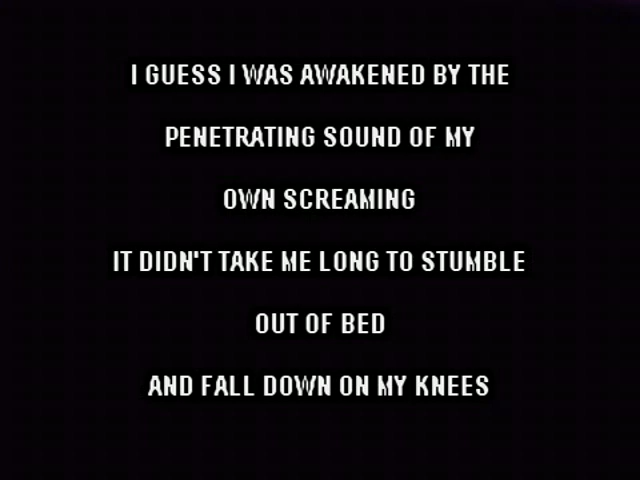 I GUESS I WAS AWAKENED BY THE
PENETRATING SOUND OF MY
OWN SCREAMING
IT DIDN'T TAKE ME LONG TO STUMBLE
OUT OF BED
AND FALL DOWN ON MY KNEES